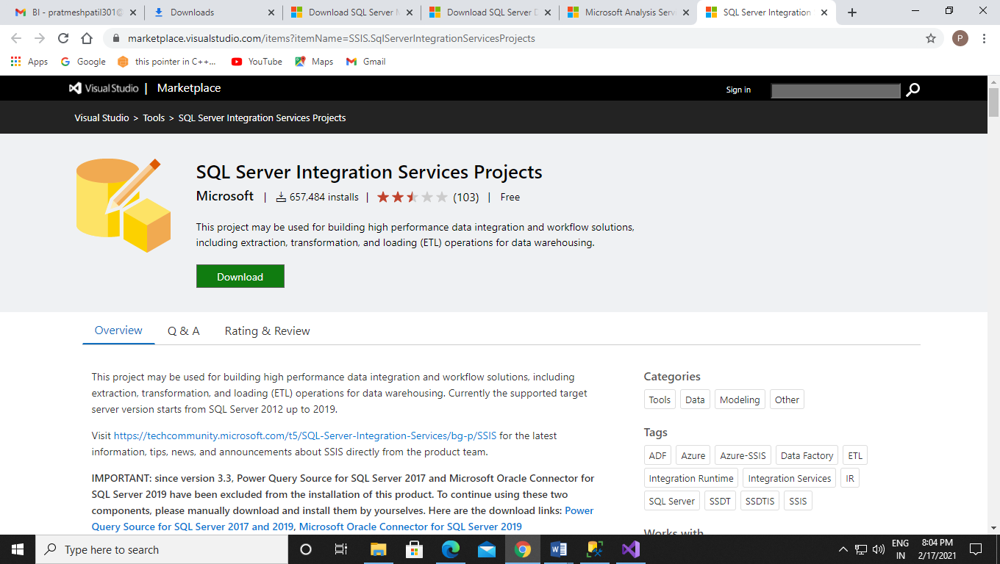 BI - pratmeshpatil301@
Downloads
Download SQL Server M
Download SQL Server D
Microsoft Analysis Servi
SQL Server Integration
marketplace.visualstudio.com/items?itemName=SSIS.SqlServerIntegrationServicesProjects
P
Apps
Google
this pointer in C++...
YouTube
Maps
Gmail
Visual Studio | Marketplace
Sign in
Visual Studio > Tools > SQL Server Integration Services Projects
SQL Server Integration Services Projects
Microsoft | 657,484 installs | (103) | Free
This project may be used for building high performance data integration and workflow solutions,
including extraction, transformation, and loading (ETL) operations for data warehousing.
Download
Overview
Q & A
Rating & Review
This project may be used for building high performance data integration and workflow solutions, including
extraction, transformation, and loading (ETL) operations for data warehousing. Currently the supported target
server version starts from SQL Server 2012 up to 2019.
Visit https://techcommunity.microsoft.com/t5/SQL-Server-Integration-Services/bg-p/SSIS for the latest
information, tips, news, and announcements about SSIS directly from the product team.
IMPORTANT: since version 3.3, Power Query Source for SQL Server 2017 and Microsoft Oracle Connector for
SQL Server 2019 have been excluded from the installation of this product. To continue using these two
components, please manually download and install them by yourselves. Here are the download links: Power
Query Source for SQL Server 2017 and 2019, Microsoft Oracle Connector for SQL Server 2019
Categories
Tools
Data
Modeling
Other
Tags
ADF
Azure
Azure-SSIS
Data Factory
ETL
Integration Runtime
Integration Services
IR
SQL Server
SSDT
SSDTIS
SSIS
Works with
Type here to search
ENG
IN
8:04 PM
2/17/2021